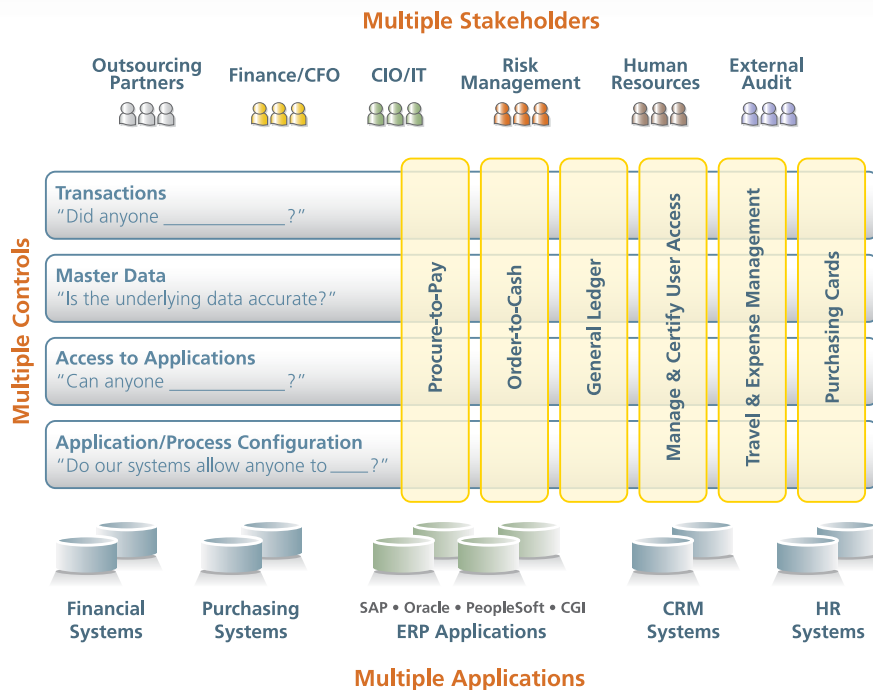 Multiple Stakeholders
Outsourcing
Partners
Finance/CFO
CIO/IT
Risk
Management
Human
Resources
External
Audit
Multiple Controls
Transactions
“Did anyone _____________?”
Master Data
“Is the underlying data accurate?”
Access to Applications
“Can anyone _____________?”
Application/Process Configuration
“Do our systems allow anyone to ____?”
Procure-to-Pay
Order-to-Cash
General Ledger
Manage & Certify User Access
Travel & Expense Management
Purchasing Cards
Financial
Systems
Purchasing
Systems
SAP • Oracle • PeopleSoft • CGI
ERP Applications
CRM
Systems
HR
Systems
Multiple Applications